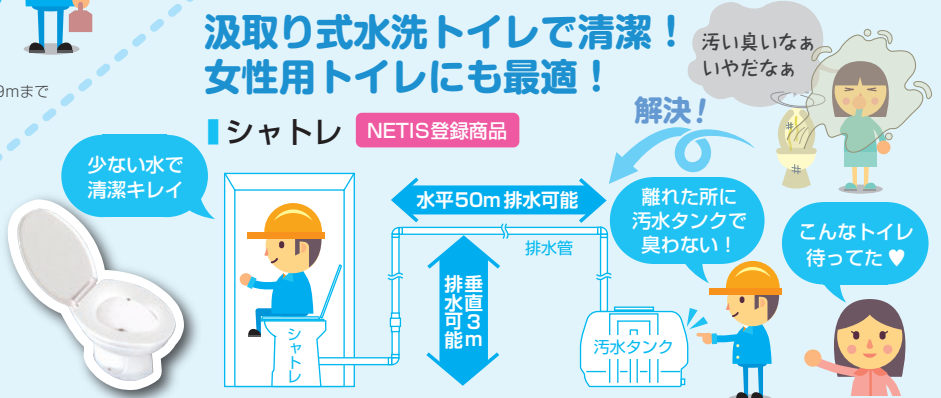 汲取り式水洗トイレで清潔！
女性用トイレにも最適！
シャトレ NETIS登録商品
9mまで
汚い臭いなぁ
いやだなぁ
解決！
少ない水で
清潔キレイ
水平50m排水可能
排水管
垂直3m
排水可能
シャトレ
汚水タンク
離れた所に
汚水タンクで
臭わない！
こんなトイレ
待ってた♥